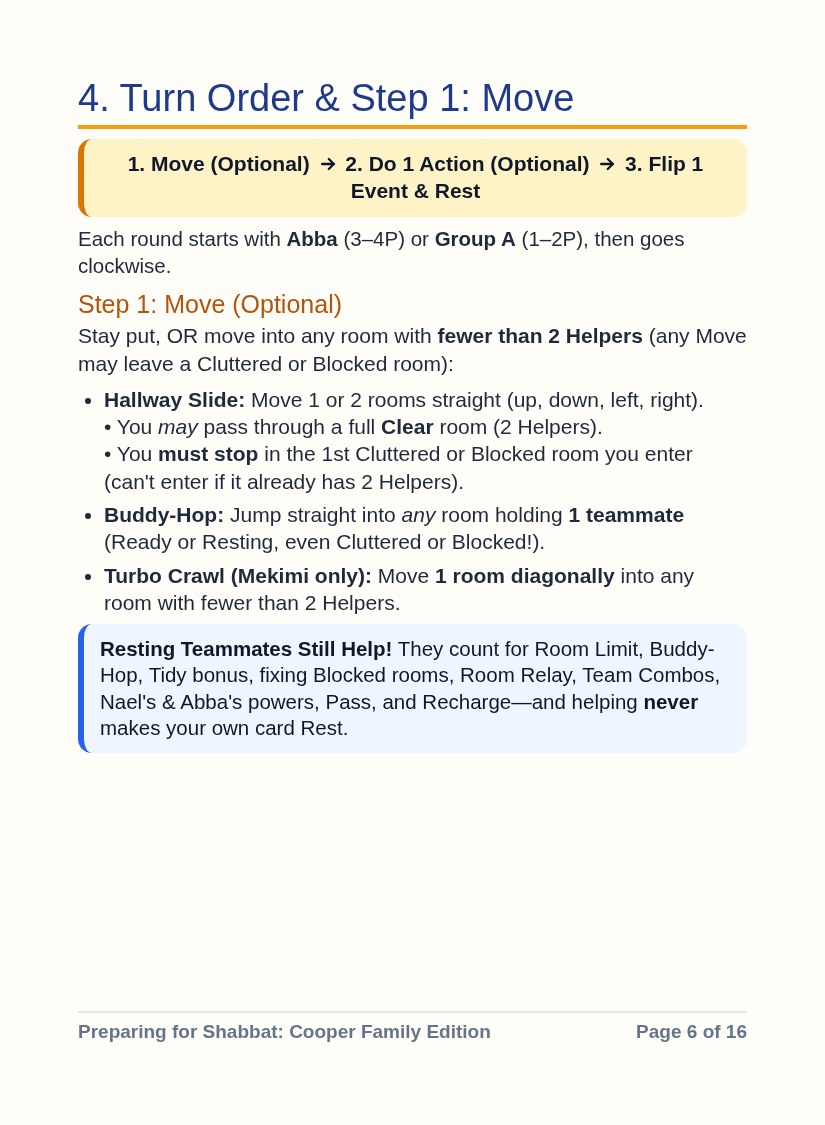 4. Turn Order & Step 1: Move
1. Move (Optional) → 2. Do 1 Action (Optional) → 3. Flip 1
Event & Rest
Each round starts with Abba (3–4P) or Group A (1–2P), then goes
clockwise.
Step 1: Move (Optional)
Stay put, OR move into any room with fewer than 2 Helpers (any Move
may leave a Cluttered or Blocked room):
• Hallway Slide: Move 1 or 2 rooms straight (up, down, left, right).
• You may pass through a full Clear room (2 Helpers).
• You must stop in the 1st Cluttered or Blocked room you enter
(can't enter if it already has 2 Helpers).
• Buddy-Hop: Jump straight into any room holding 1 teammate
(Ready or Resting, even Cluttered or Blocked!).
• Turbo Crawl (Mekimi only): Move 1 room diagonally into any
room with fewer than 2 Helpers.
Resting Teammates Still Help! They count for Room Limit, Buddy-
Hop, Tidy bonus, fixing Blocked rooms, Room Relay, Team Combos,
Nael's & Abba's powers, Pass, and Recharge—and helping never
makes your own card Rest.
Preparing for Shabbat: Cooper Family Edition
Page 6 of 16